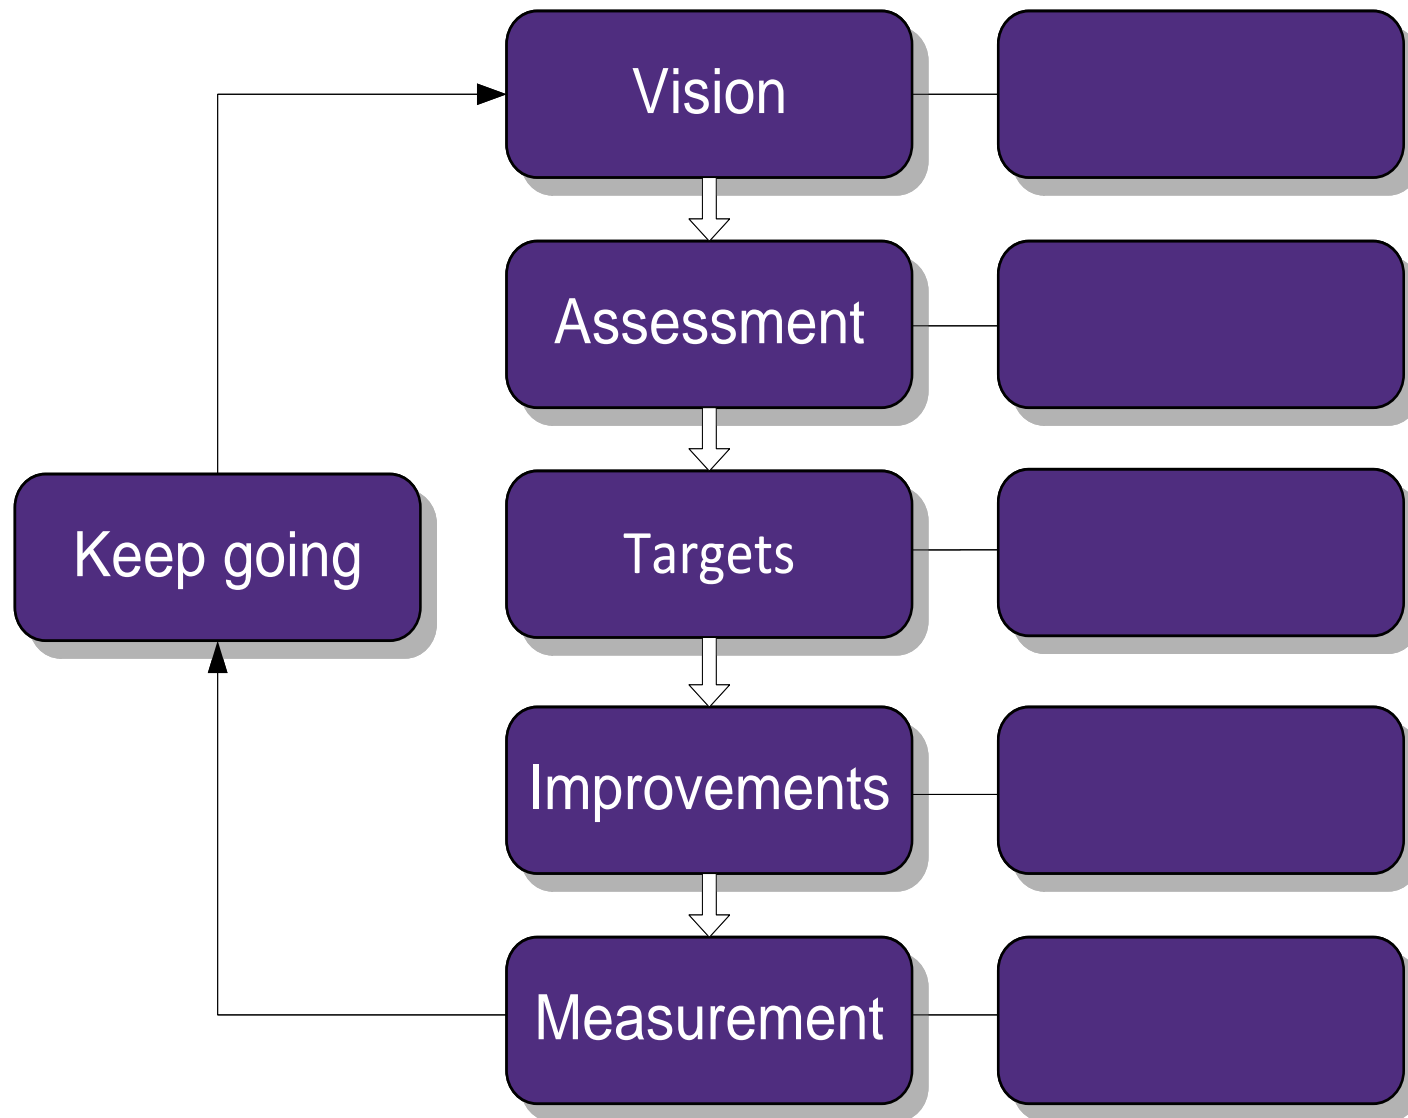 Vision
Assessment
Keep going
Targets
Improvements
Measurement